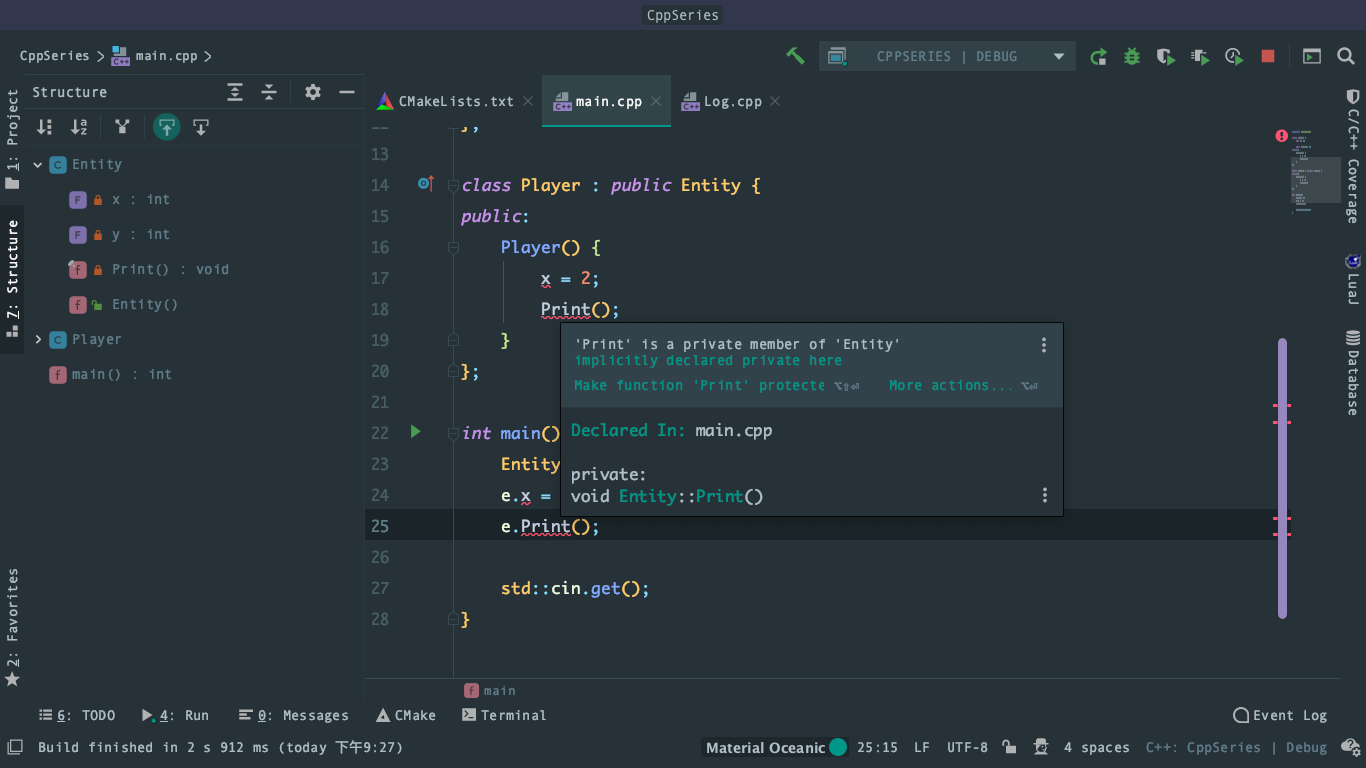 CppSeries
CppSeries > main.cpp >
CPPSERIES | DEBUG
1: Project
Z: Structure
2: Favorites
Structure
Entity
x : int
y : int
Print() : void
Entity()
Player
main() : int
CMakeLists.txt
main.cpp
Log.cpp
13
14 class Player : public Entity {
15 public:
16 Player() {
17 x = 2;
18 Print();
19 }
20 };
21
22 int main()
23 Entity
24 e.x =
25 e.Print();
26
27 std::cin.get();
28 }
'Print' is a private member of 'Entity'
implicitly declared private here
Make function 'Print' protecte ⌥⇧⏎ More actions... ⌥⏎
Declared In: main.cpp
private:
void Entity::Print()
main
C/C++ Coverage
LuaJ
Database
6: TODO
4: Run
0: Messages
CMake
Terminal
Event Log
Build finished in 2 s 912 ms (today 下午9:27)
Material Oceanic
25:15
LF
UTF-8
4 spaces
C++: CppSeries | Debug